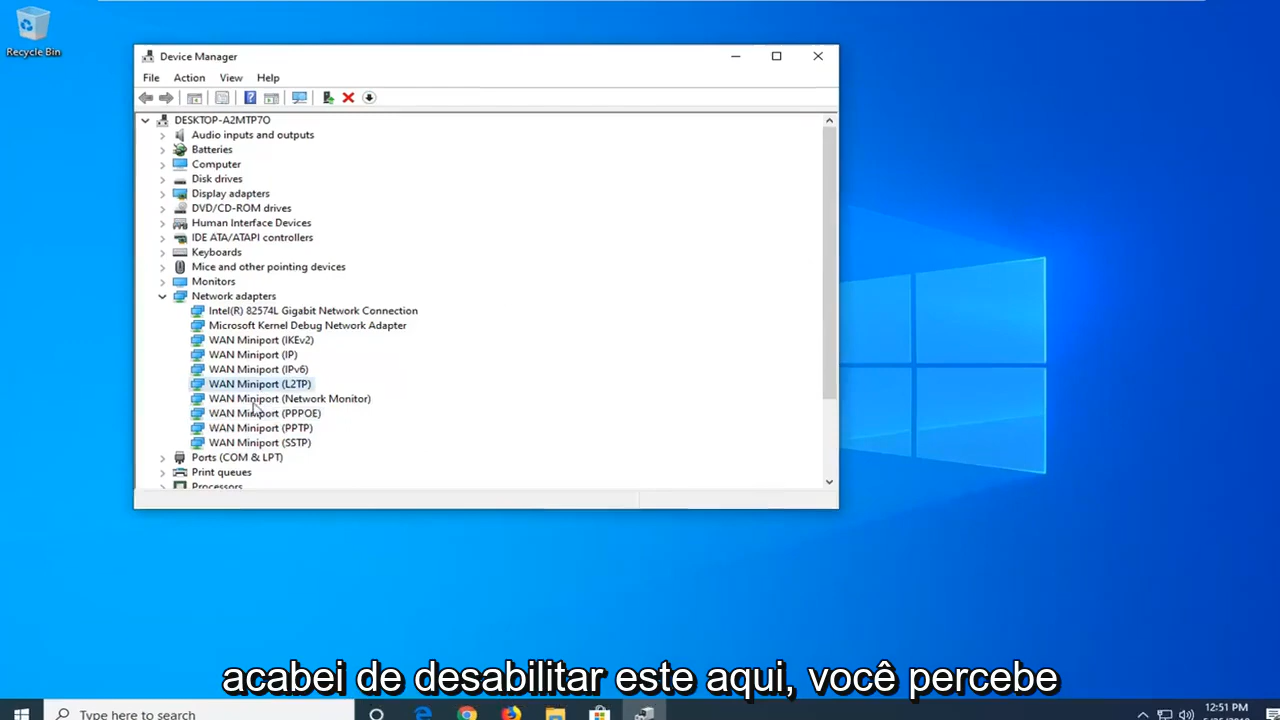 Recycle Bin
Device Manager
File Action View Help
DESKTOP-A2MTP7O
Audio inputs and outputs
Batteries
Computer
Disk drives
Display adapters
DVD/CD-ROM drives
Human Interface Devices
IDE ATA/ATAPI controllers
Keyboards
Mice and other pointing devices
Monitors
Network adapters
Intel(R) 82574L Gigabit Network Connection
Microsoft Kernel Debug Network Adapter
WAN Miniport (IKEv2)
WAN Miniport (IP)
WAN Miniport (IPv6)
WAN Miniport (L2TP)
WAN Miniport (Network Monitor)
WAN Miniport (PPPOE)
WAN Miniport (PPTP)
WAN Miniport (SSTP)
Ports (COM & LPT)
Print queues
Processors
acabei de desabilitar este aqui, você percebe
Type here to search
12:51 PM